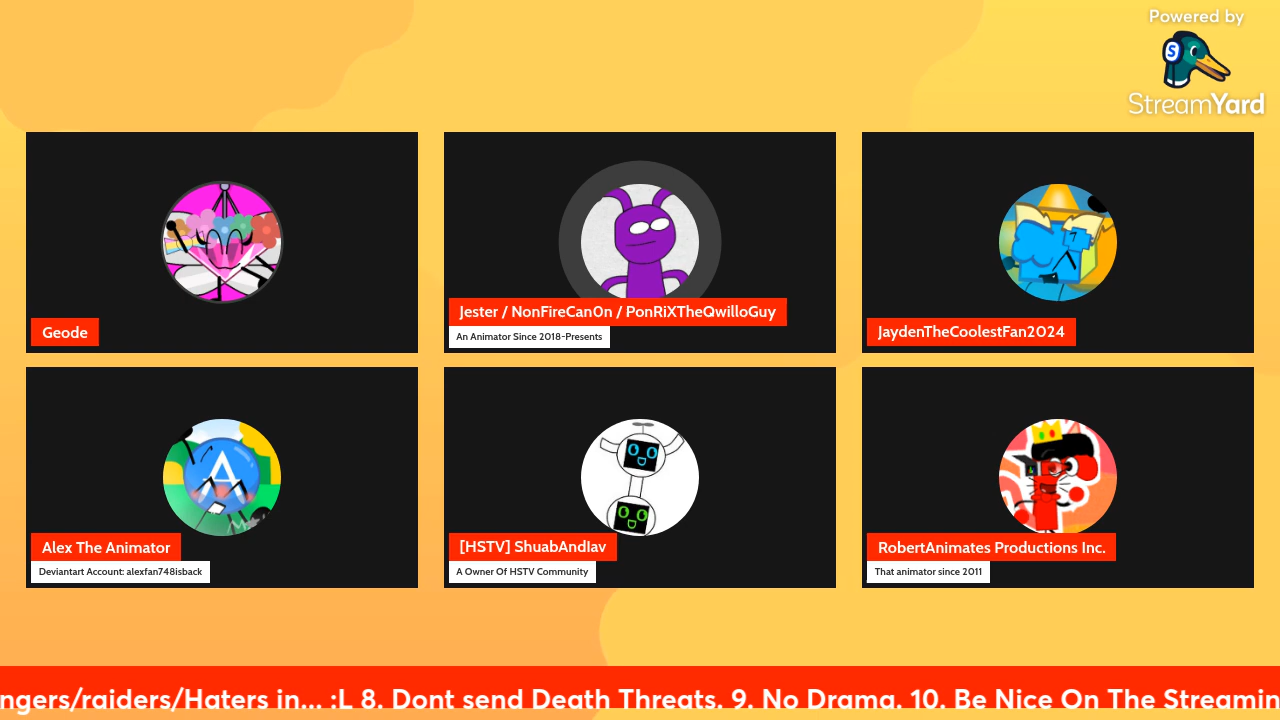 Powered by
StreamYard
Geode
Jester / NonFireCan0n / PonRiXTheQwilloGuy
An Animator Since 2018-Presents
JaydenTheCoolestFan2024
Alex The Animator
Deviantart Account: alexfan748isback
[HSTV] ShuabAndIav
A Owner Of HSTV Community
RobertAnimates Productions Inc.
That animator since 2011
ngers/raiders/Haters in... :L 8. Dont send Death Threats. 9. No Drama. 10. Be Nice On The Streamin